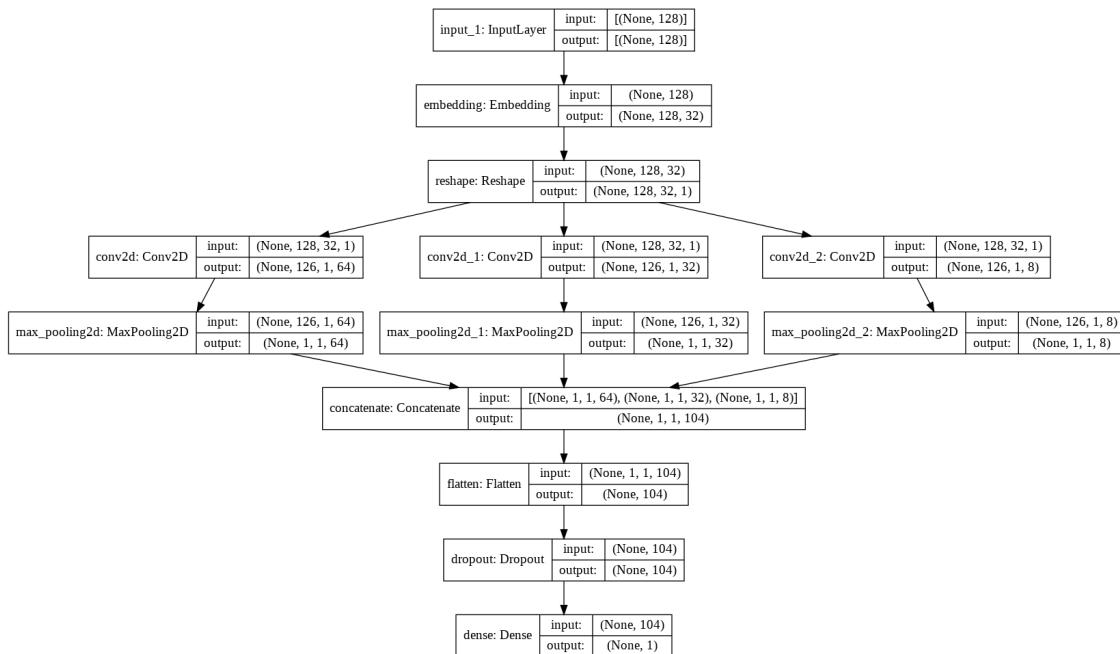 input_1: InputLayer
input: [(None, 128)]
output: [(None, 128)]
embedding: Embedding
input: (None, 128)
output: (None, 128, 32)
reshape: Reshape
input: (None, 128, 32)
output: (None, 128, 32, 1)
conv2d: Conv2D
input: (None, 128, 32, 1)
output: (None, 126, 1, 64)
conv2d_1: Conv2D
input: (None, 128, 32, 1)
output: (None, 126, 1, 32)
conv2d_2: Conv2D
input: (None, 128, 32, 1)
output: (None, 126, 1, 8)
max_pooling2d: MaxPooling2D
input: (None, 126, 1, 64)
output: (None, 1, 1, 64)
max_pooling2d_1: MaxPooling2D
input: (None, 126, 1, 32)
output: (None, 1, 1, 32)
max_pooling2d_2: MaxPooling2D
input: (None, 126, 1, 8)
output: (None, 1, 1, 8)
concatenate: Concatenate
input: [(None, 1, 1, 64), (None, 1, 1, 32), (None, 1, 1, 8)]
output: (None, 1, 1, 104)
flatten: Flatten
input: (None, 1, 1, 104)
output: (None, 104)
dropout: Dropout
input: (None, 104)
output: (None, 104)
dense: Dense
input: (None, 104)
output: (None, 1)